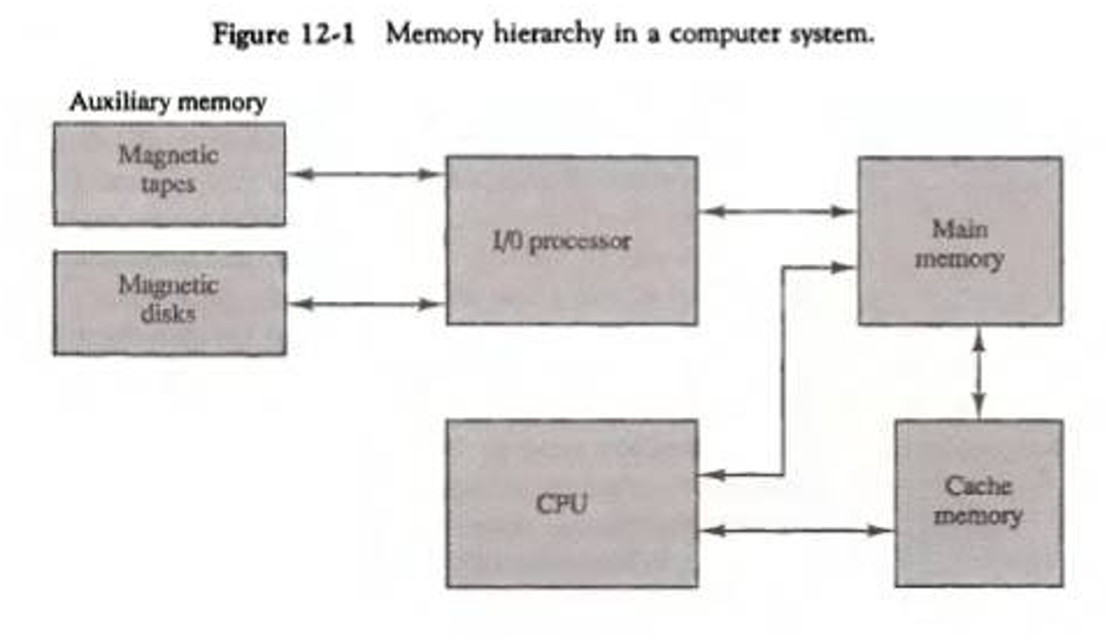 Figure 12-1 Memory hierarchy in a computer system.
Auxiliary memory
Magnetic
tapes
Magnetic
disks
I/0 processor
Main
memory
CPU
Cache
memory